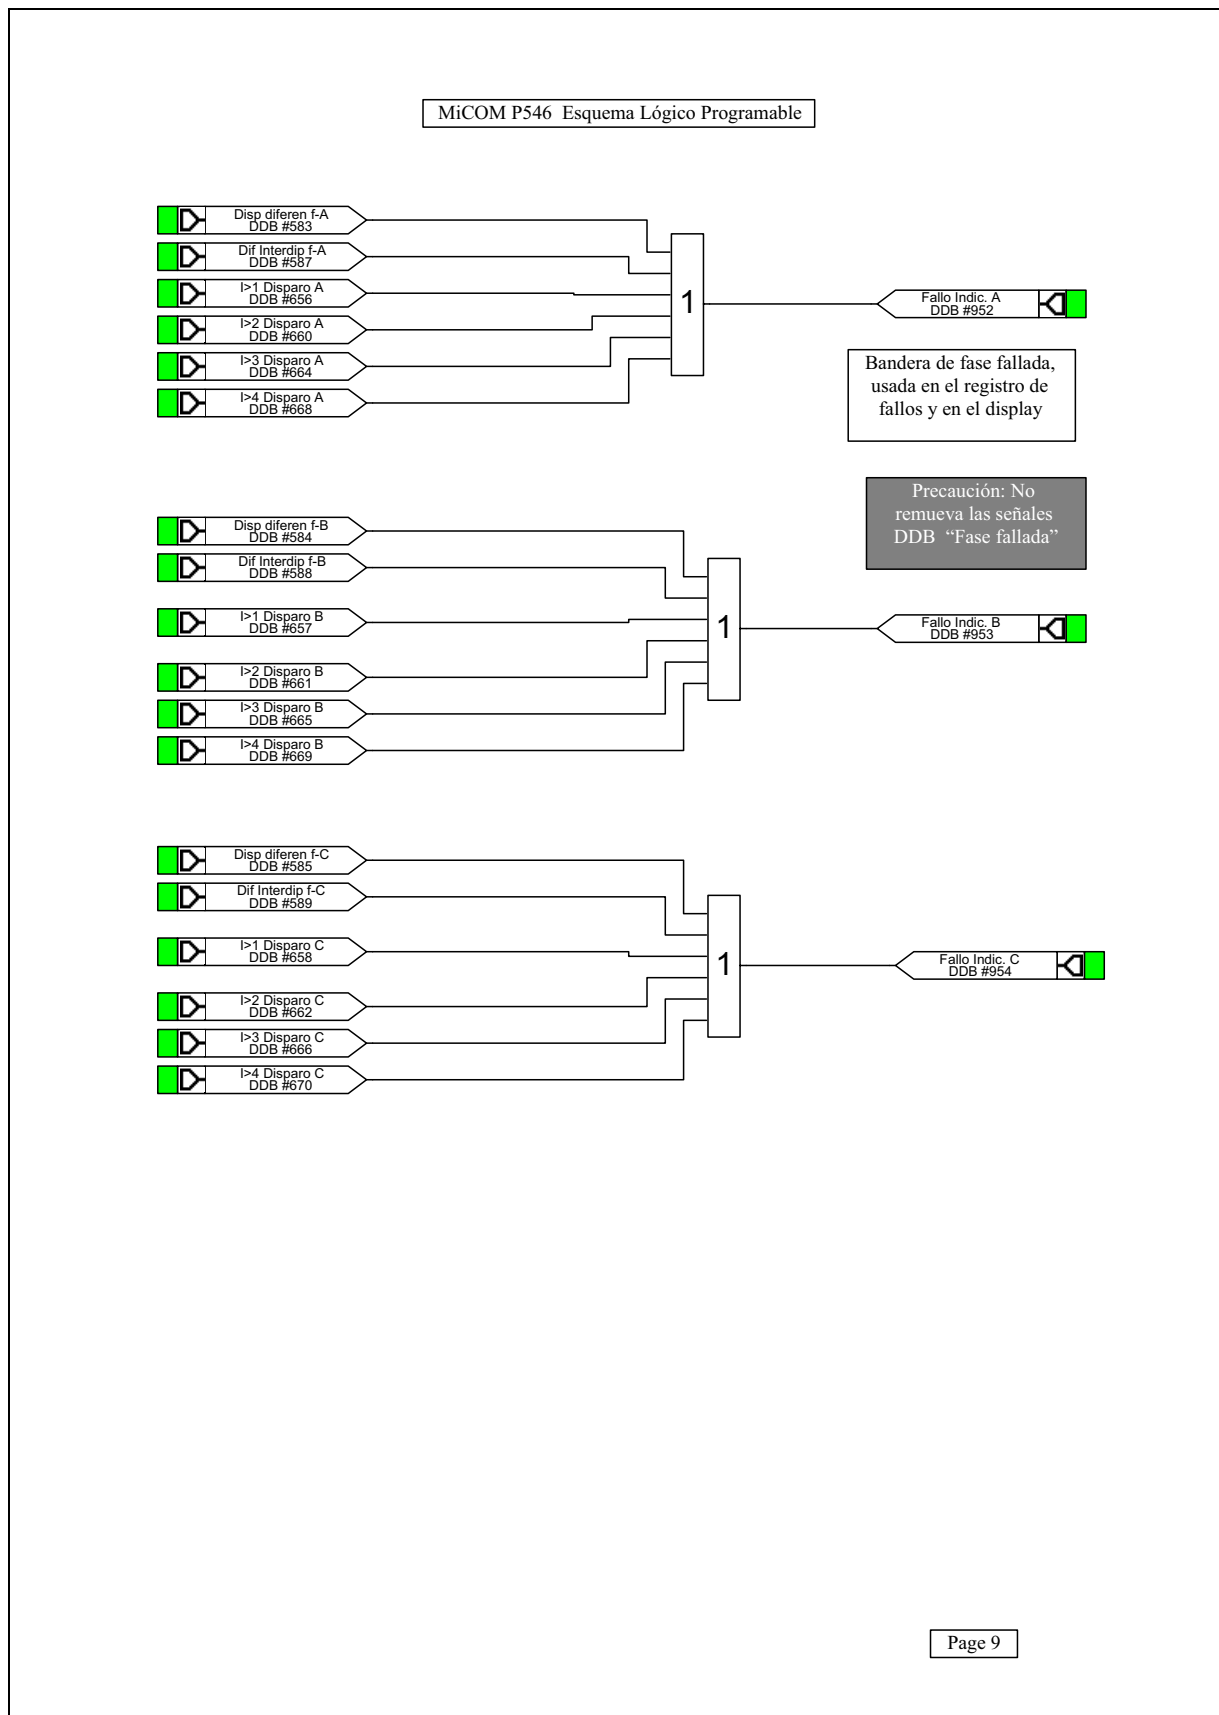 MiCOM P546 Esquema Lógico Programable
Disp diferen f-A
DDB #583
Dif Interdip f-A
DDB #587
I>1 Disparo A
DDB #656
I>2 Disparo A
DDB #660
I>3 Disparo A
DDB #664
I>4 Disparo A
DDB #668
1
Fallo Indic. A
DDB #952
Bandera de fase fallada,
usada en el registro de
fallos y en el display
Precaución: No
remueva las señales
DDB “Fase fallada”
Disp diferen f-B
DDB #584
Dif Interdip f-B
DDB #588
I>1 Disparo B
DDB #657
I>2 Disparo B
DDB #661
I>3 Disparo B
DDB #665
I>4 Disparo B
DDB #669
1
Fallo Indic. B
DDB #953
Disp diferen f-C
DDB #585
Dif Interdip f-C
DDB #589
I>1 Disparo C
DDB #658
I>2 Disparo C
DDB #662
I>3 Disparo C
DDB #666
I>4 Disparo C
DDB #670
1
Fallo Indic. C
DDB #954
Page 9